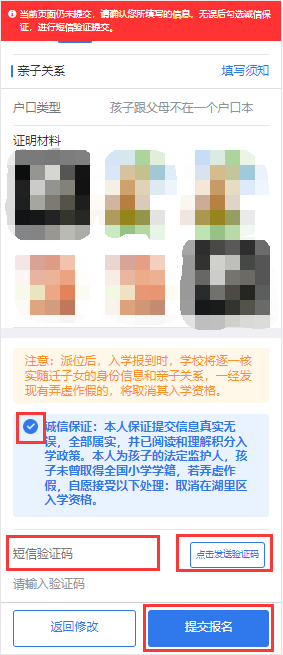 当前页面仍未提交，请确认您所填写的信息，无误后勾选诚信保
证，进行短信验证提交。
亲子关系 填写须知
户口类型 孩子跟父母不在一个户口本
证明材料
注意：派位后，入学报到时，学校将逐一核
实随迁子女的身份信息和亲子关系，一经发
现有弄虚作假的，将取消其入学资格。
诚信保证：本人保证提交信息真实无
误，全部属实，并已阅读和理解积分入
学政策。本人为孩子的法定监护人，孩
子未曾取得全国小学学籍，若弄虚作
假，自愿接受以下处理：取消在湖里区
入学资格。
短信验证码 点击发送验证码
请输入验证码
返回修改 提交报名